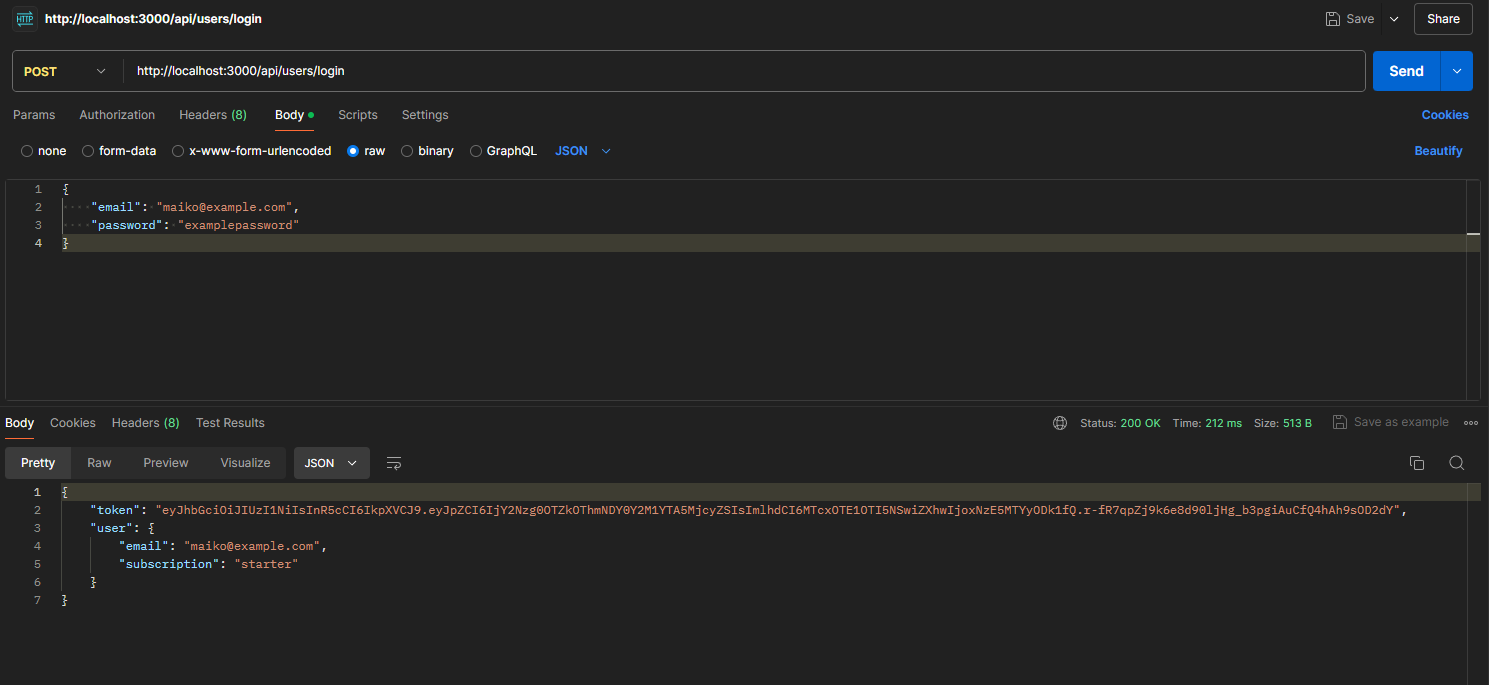 HTTP http://localhost:3000/api/users/login Save Share
POST http://localhost:3000/api/users/login Send
Params Authorization Headers (8) Body Scripts Settings Cookies
none form-data x-www-form-urlencoded raw binary GraphQL JSON Beautify
1 {
2 "email": "maiko@example.com",
3 "password": "examplepassword"
4 }
Body Cookies Headers (8) Test Results Status: 200 OK Time: 212 ms Size: 513 B Save as example
Pretty Raw Preview Visualize JSON
1 {
2 "token": "eyJhbGciOiJIUzI1NiIsInR5cCI6IkpXVCJ9.eyJpZCI6IjY2Nzg0OTZkOThmNDY0Y2M1YTA5MjcyZSIsImlhdCI6MTcxOTE1OTI5NSwiZXhwIjoxNzE5MTYyODk1fQ.r-fR7qpZj9k6e8d90ljHg_b3pgiAuCfQ4hAh9sOD2dY",
3 "user": {
4 "email": "maiko@example.com",
5 "subscription": "starter"
6 }
7 }